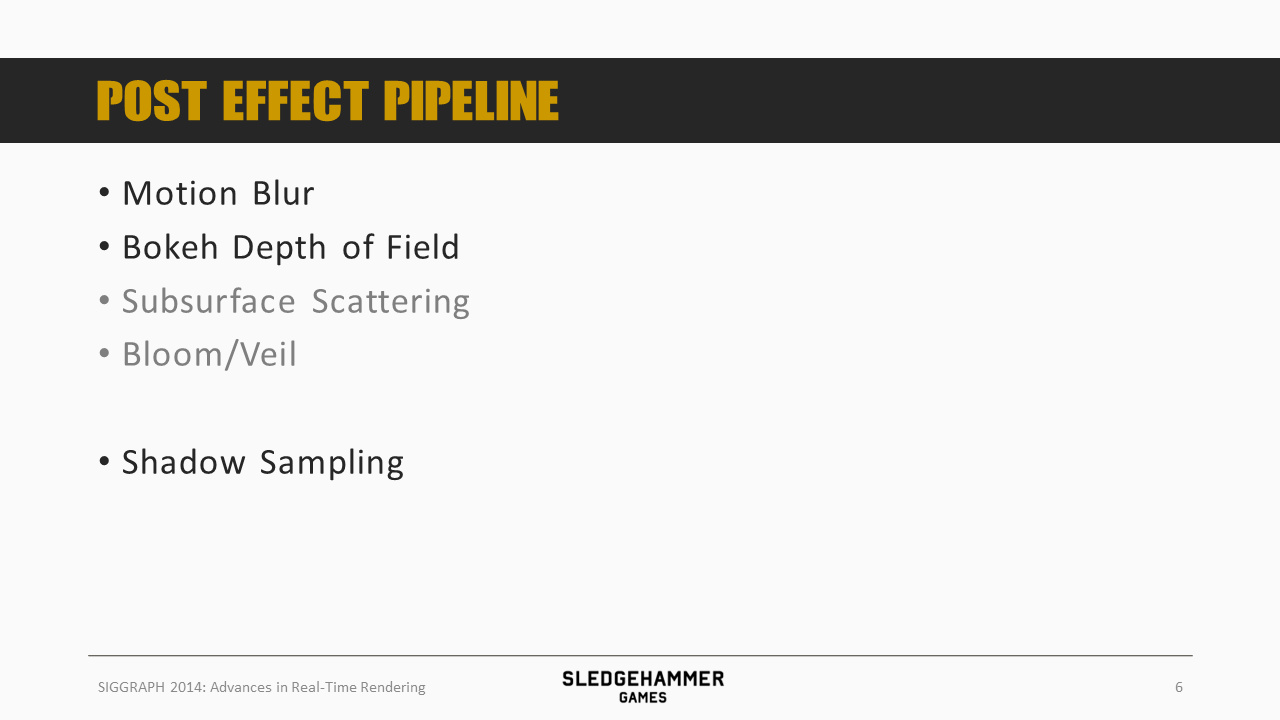 POST EFFECT PIPELINE
• Motion Blur
• Bokeh Depth of Field
• Subsurface Scattering
• Bloom/Veil
• Shadow Sampling
SIGGRAPH 2014: Advances in Real-Time Rendering
SLEDGEHAMMER
GAMES
6